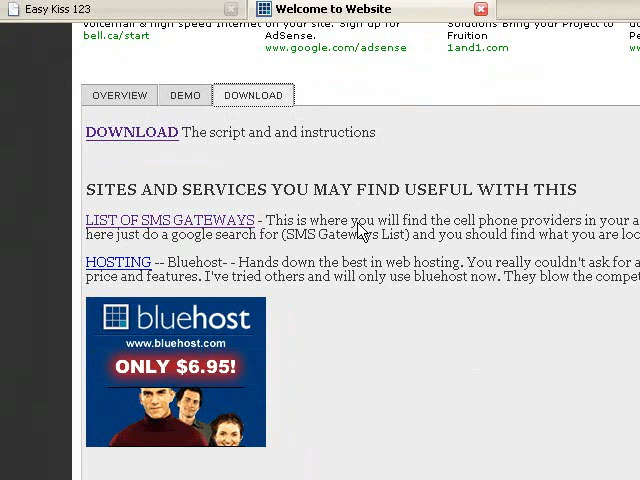 Easy Kiss 123
Welcome to Website
voicemail & high speed Internet on your site. Sign up for
bell.ca/start
AdSense.
www.google.com/adsense
Solutions Bring your Project to
Fruition
1and1.com
OVERVIEW DEMO DOWNLOAD
DOWNLOAD The script and and instructions
SITES AND SERVICES YOU MAY FIND USEFUL WITH THIS
LIST OF SMS GATEWAYS - This is where you will find the cell phone providers in your a
here just do a google search for (SMS Gateways List) and you should find what you are loo
HOSTING -- Bluehost- - Hands down the best in web hosting. You really couldn't ask for a
price and features. I've tried others and will only use bluehost now. They blow the compet
bluehost
www.bluehost.com
ONLY $6.95!